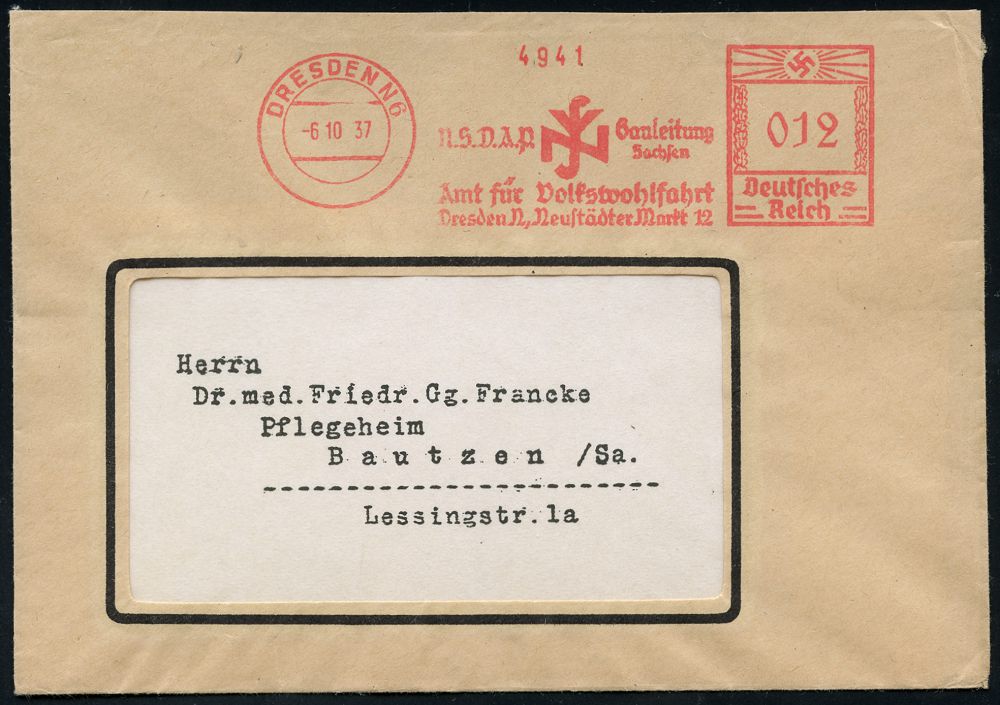 4941
DRESDEN N6
-6 10 37
N.S.D.A.P. Gauleitung
Sachsen
Amt für Volkswohlfahrt
Dresden N, Neustädter Markt 12
012
Deutsches
Reich
Herrn
Dr.med.Friedr.Gg.Francke
Pflegeheim
Bautzen /Sa.
Lessingstr.1a